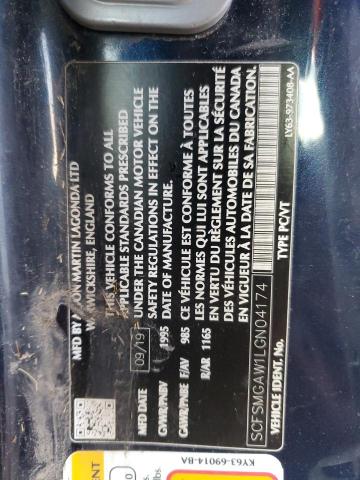 MFD BY ASTON MARTIN LAGONDA LTD
WARWICKSHIRE, ENGLAND
THIS VEHICLE CONFORMS TO ALL
APPLICABLE STANDARDS PRESCRIBED
UNDER THE CANADIAN MOTOR VEHICLE
SAFETY REGULATIONS IN EFFECT ON THE
DATE OF MANUFACTURE.
09/19
GVWR/PNBV 1995
GAWR/PNBE F/AV 985
R/AR 1165
CE VÉHICULE EST CONFORME À TOUTES
LES NORMES QUI LUI SONT APPLICABLES
EN VERTU DU RÈGLEMENT SUR LA SÉCURITÉ
DES VÉHICULES AUTOMOBILES DU CANADA
EN VIGUEUR À LA DATE DE SA FABRICATION.
SCFSMGAW1LGN04174
VEHICLE IDENT. No.
TYPE PC/VT
LY63-973408-AA
KY63-69014-BA